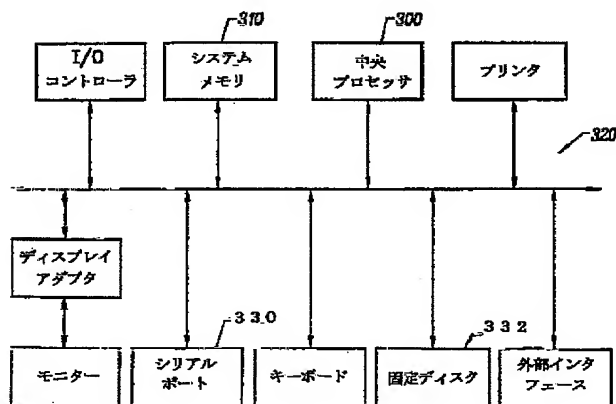 310
300
I/O
コントローラ
システム
メモリ
中央
プロセッサ
プリンタ
320
ディスプレイ
アダプタ
330
332
モニター
シリアル
ポート
キーボード
固定ディスク
外部インタ
フェース